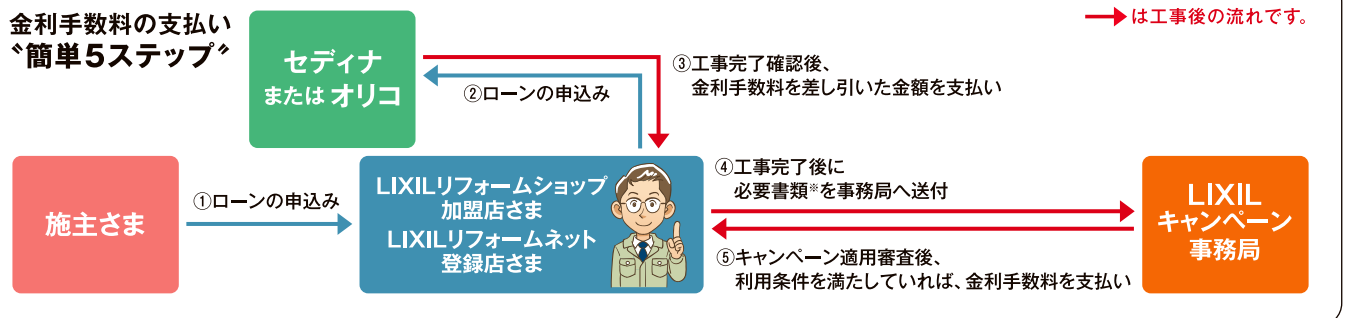 金利手数料の支払い
〝簡単5ステップ〟
は工事後の流れです。
セディナ
または オリコ
③工事完了確認後、
金利手数料を差し引いた金額を支払い
②ローンの申込み
施主さま
①ローンの申込み
LIXILリフォームショップ
加盟店さま
LIXILリフォームネット
登録店さま
④工事完了後に
必要書類※を事務局へ送付
⑤キャンペーン適用審査後、
利用条件を満たしていれば、金利手数料を支払い
LIXIL
キャンペーン
事務局